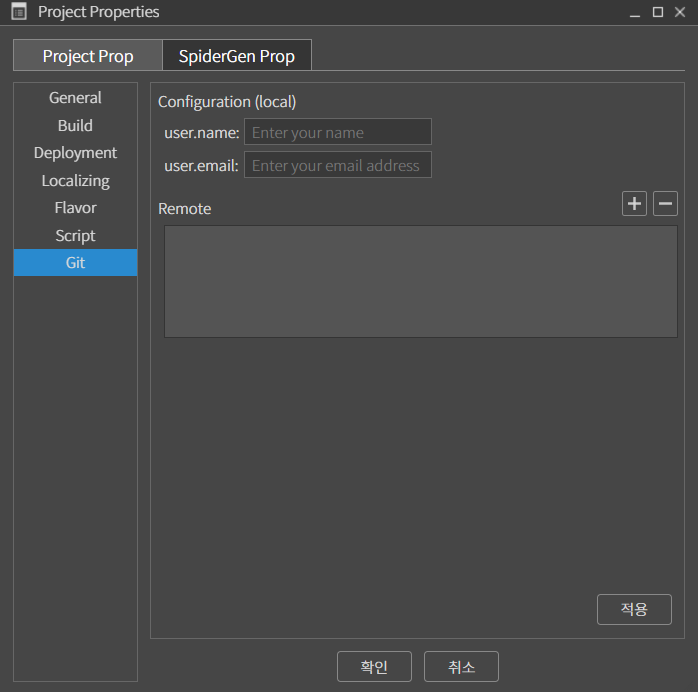 Project Properties
Project Prop
SpiderGen Prop
General
Build
Deployment
Localizing
Flavor
Script
Git
Configuration (local)
user.name: Enter your name
user.email: Enter your email address
Remote
적용
확인
취소